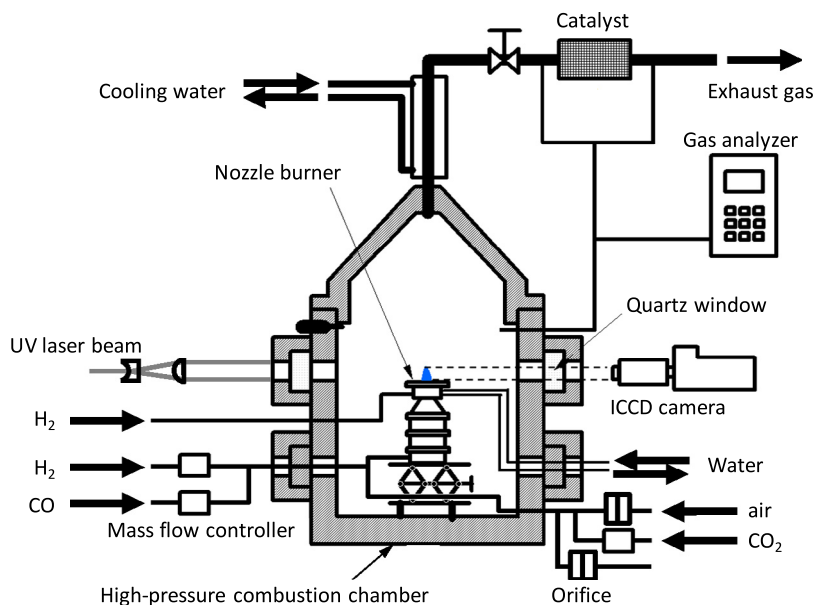 Catalyst
Cooling water
Exhaust gas
Gas analyzer
Nozzle burner
Quartz window
UV laser beam
ICCD camera
H₂
H₂
Water
CO
Mass flow controller
air
CO₂
High-pressure combustion chamber
Orifice